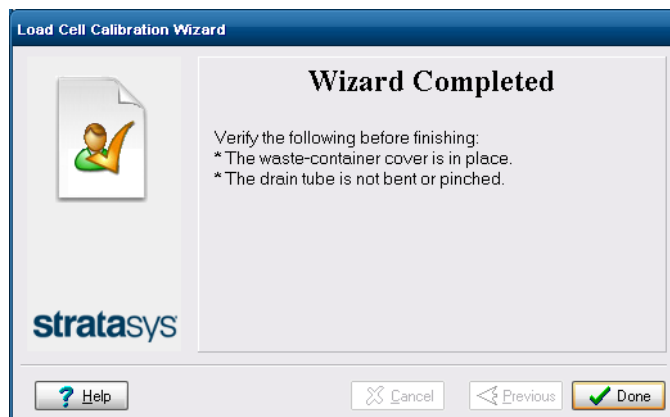 Load Cell Calibration Wizard
Wizard Completed
Verify the following before finishing:
* The waste-container cover is in place.
* The drain tube is not bent or pinched.
stratasys
? Help
Cancel
Previous
Done